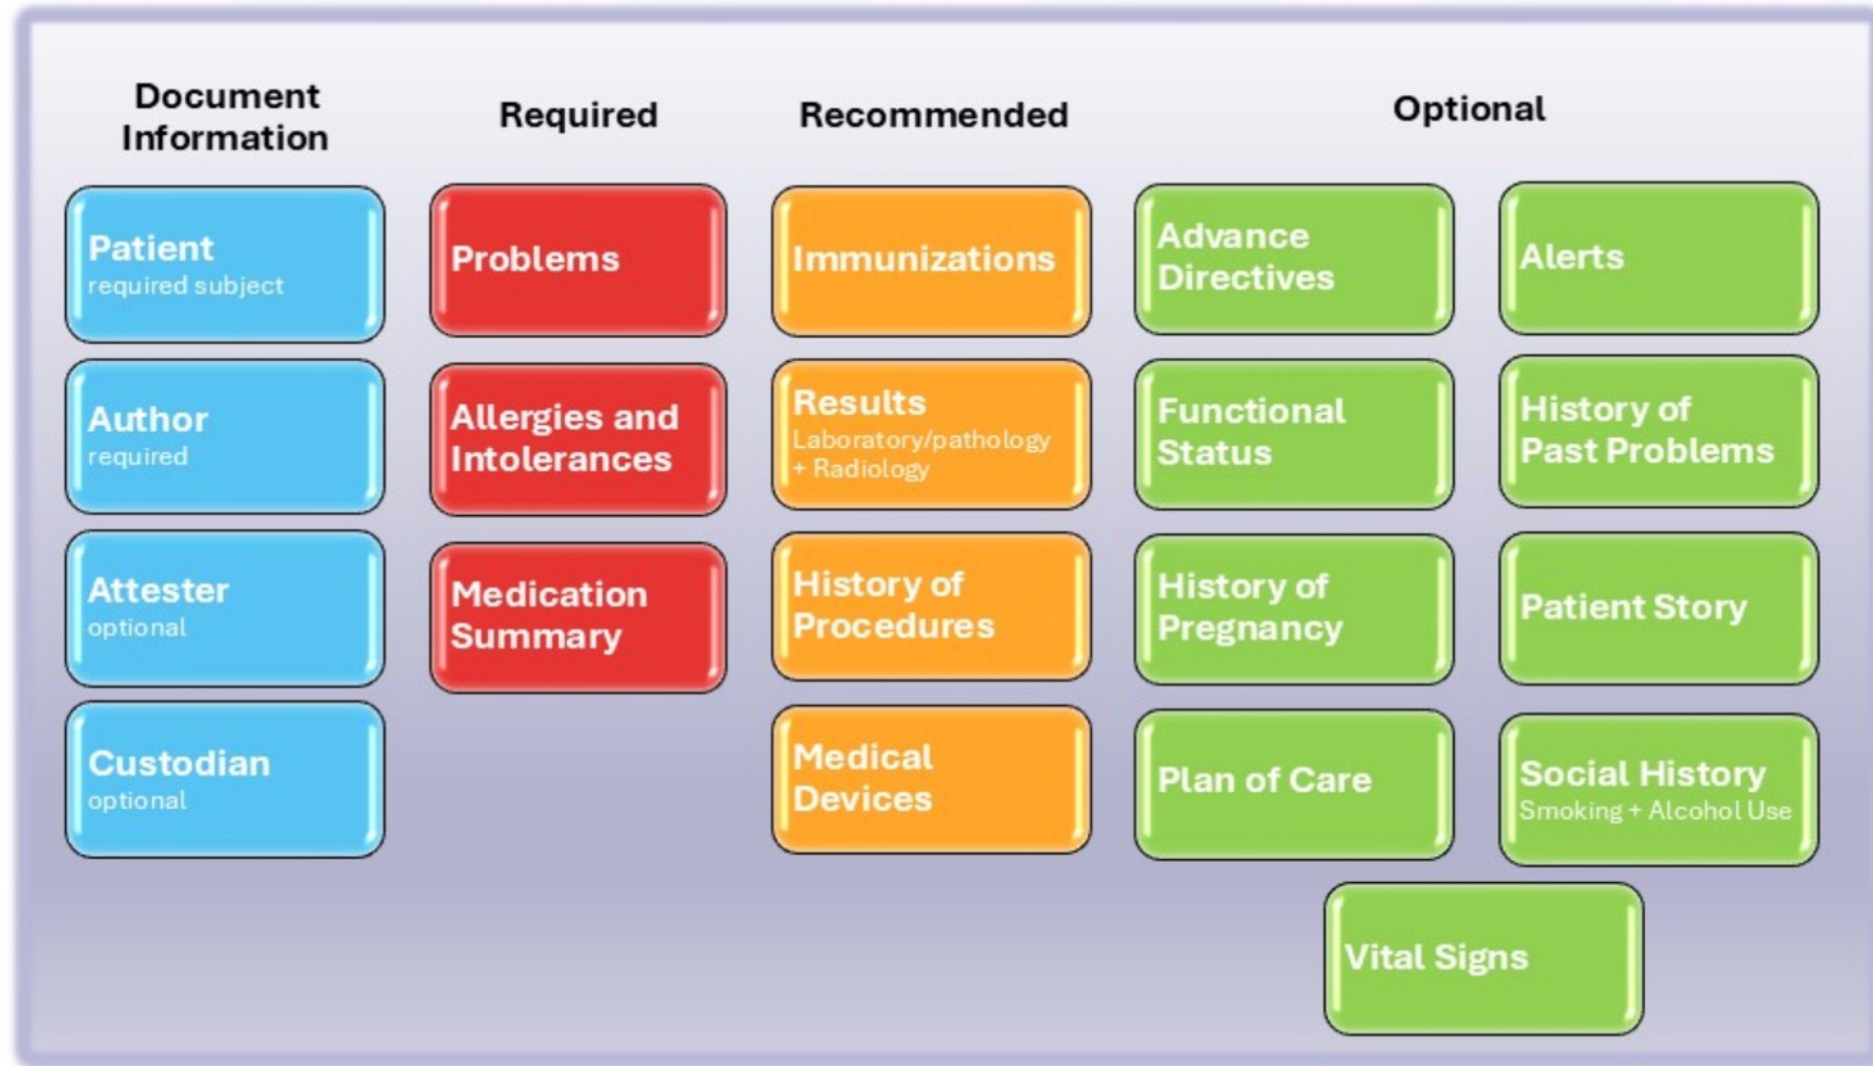 Document
Information
Required
Recommended
Optional
Patient
required subject
Author
required
Attester
optional
Custodian
optional
Problems
Allergies and
Intolerances
Medication
Summary
Immunizations
Results
Laboratory/pathology
+ Radiology
History of
Procedures
Medical
Devices
Advance
Directives
Functional
Status
History of
Pregnancy
Plan of Care
Alerts
History of
Past Problems
Patient Story
Social History
Smoking + Alcohol Use
Vital Signs